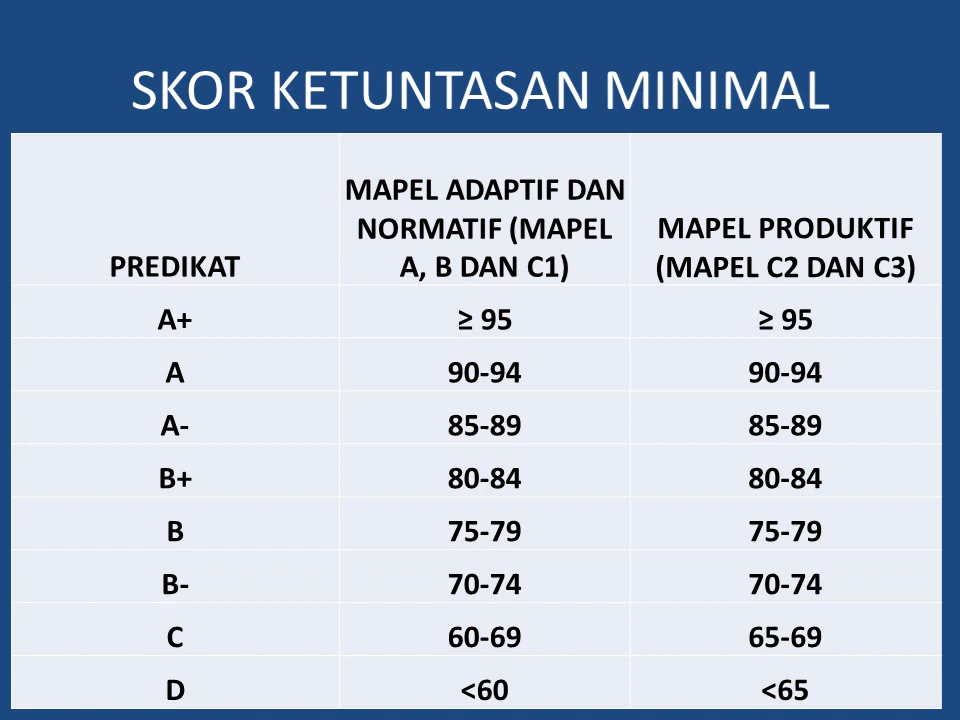 SKOR KETUNTASAN MINIMAL
PREDIKAT
MAPEL ADAPTIF DAN
NORMATIF (MAPEL
A, B DAN C1)
MAPEL PRODUKTIF
(MAPEL C2 DAN C3)
A+ ≥ 95 ≥ 95
A 90-94 90-94
A- 85-89 85-89
B+ 80-84 80-84
B 75-79 75-79
B- 70-74 70-74
C 60-69 65-69
D <60 <65